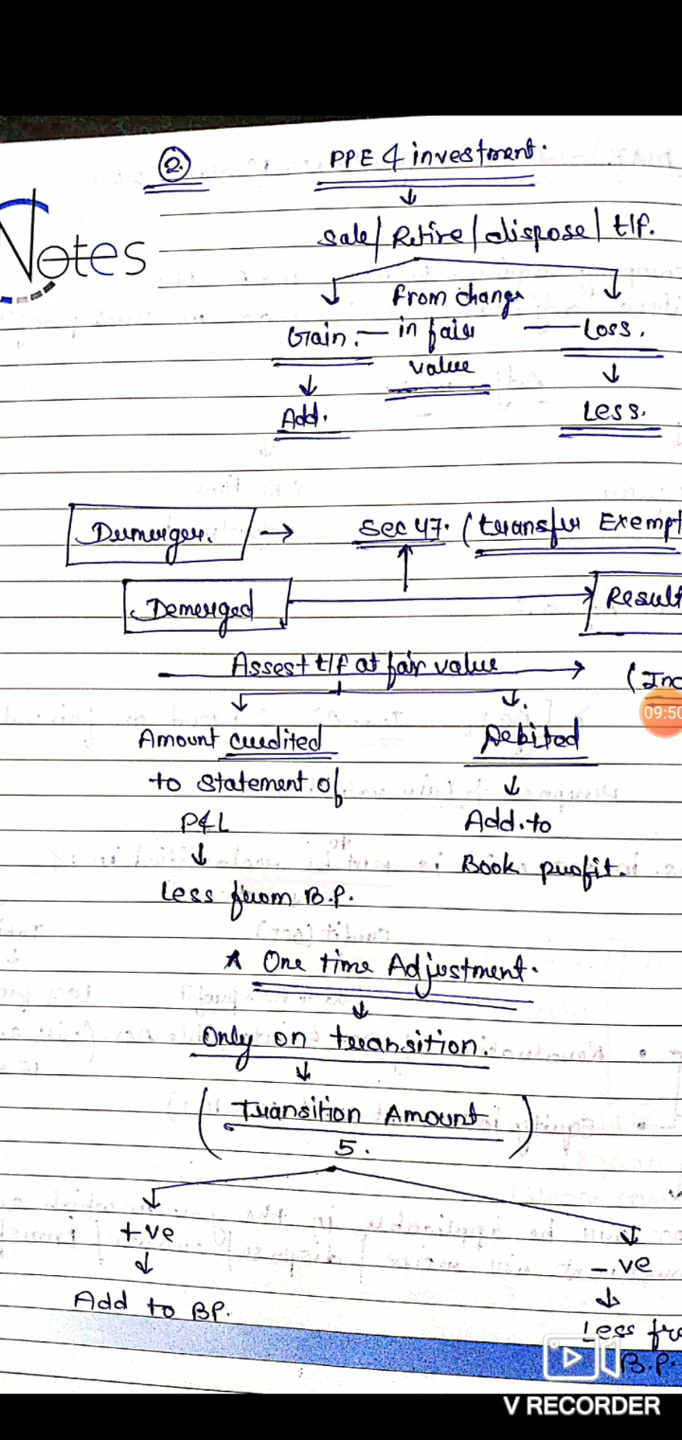 2.
PPE & investment.
Sale/ Retire/ dispose/ t/f.
Notes
from change
Gain. — in fair — Loss.
value
Add. Less.
Demerger. → Sec 47. (transfer Exempt
Demerged Result
Assest t/f at fair value (Inc
09:50
Amount credited Debited
to statement of
P&L Add. to
Book profit.
Less from B.P.
* One time Adjustment.
Only on transition.
(Transition Amount
5.)
+ve
- ve
Add to BP.
Less fr
B.P.
V RECORDER